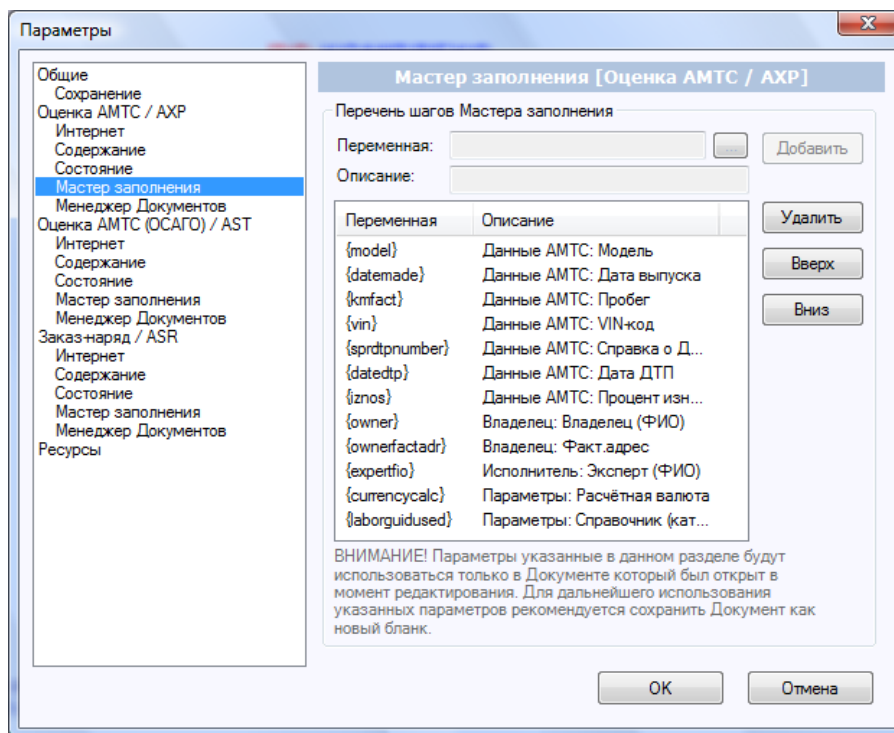 Параметры
Общие
Сохранение
Оценка АМТС / AXP
Интернет
Содержание
Состояние
Мастер заполнения
Менеджер Документов
Оценка АМТС (ОСАГО) / AST
Интернет
Содержание
Состояние
Мастер заполнения
Менеджер Документов
Заказ-наряд / ASR
Интернет
Содержание
Состояние
Мастер заполнения
Менеджер Документов
Ресурсы
Мастер заполнения [Оценка АМТС / AXP]
Перечень шагов Мастера заполнения
Переменная: ... Добавить
Описание:
Переменная Описание
{model} Данные АМТС: Модель
{datemade} Данные АМТС: Дата выпуска
{kmfact} Данные АМТС: Пробег
{vin} Данные АМТС: VIN-код
{sprdtpnumber} Данные АМТС: Справка о Д...
{datedtp} Данные АМТС: Дата ДТП
{iznos} Данные АМТС: Процент изн...
{owner} Владелец: Владелец (ФИО)
{ownerfactadr} Владелец: Факт.адрес
{expertfio} Исполнитель: Эксперт (ФИО)
{currencycalc} Параметры: Расчётная валюта
{laborguidused} Параметры: Справочник (кат...
Удалить
Вверх
Вниз
ВНИМАНИЕ! Параметры указанные в данном разделе будут
использоваться только в Документе который был открыт в
момент редактирования. Для дальнейшего использования
указанных параметров рекомендуется сохранить Документ как
новый бланк.
OK Отмена